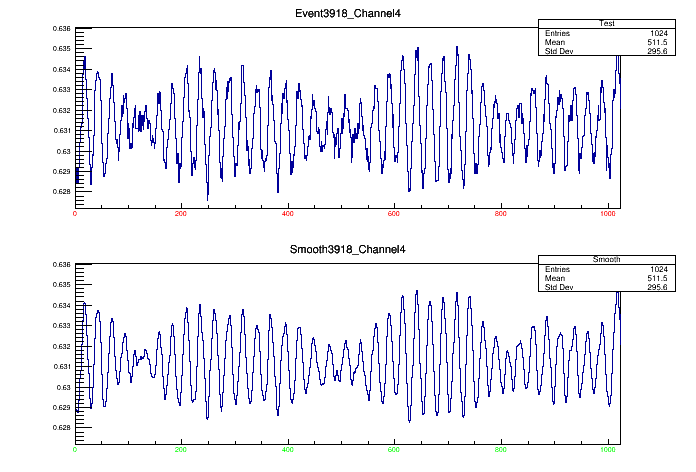 Event3918_Channel4
Test
Entries 1024
Mean 511.5
Std Dev 295.6
0.636
0.635
0.634
0.633
0.632
0.631
0.63
0.629
0.628
0 200 400 600 800 1000
Smooth3918_Channel4
Smooth
Entries 1024
Mean 511.5
Std Dev 295.6
0.636
0.635
0.634
0.633
0.632
0.631
0.63
0.629
0.628
0 200 400 600 800 1000